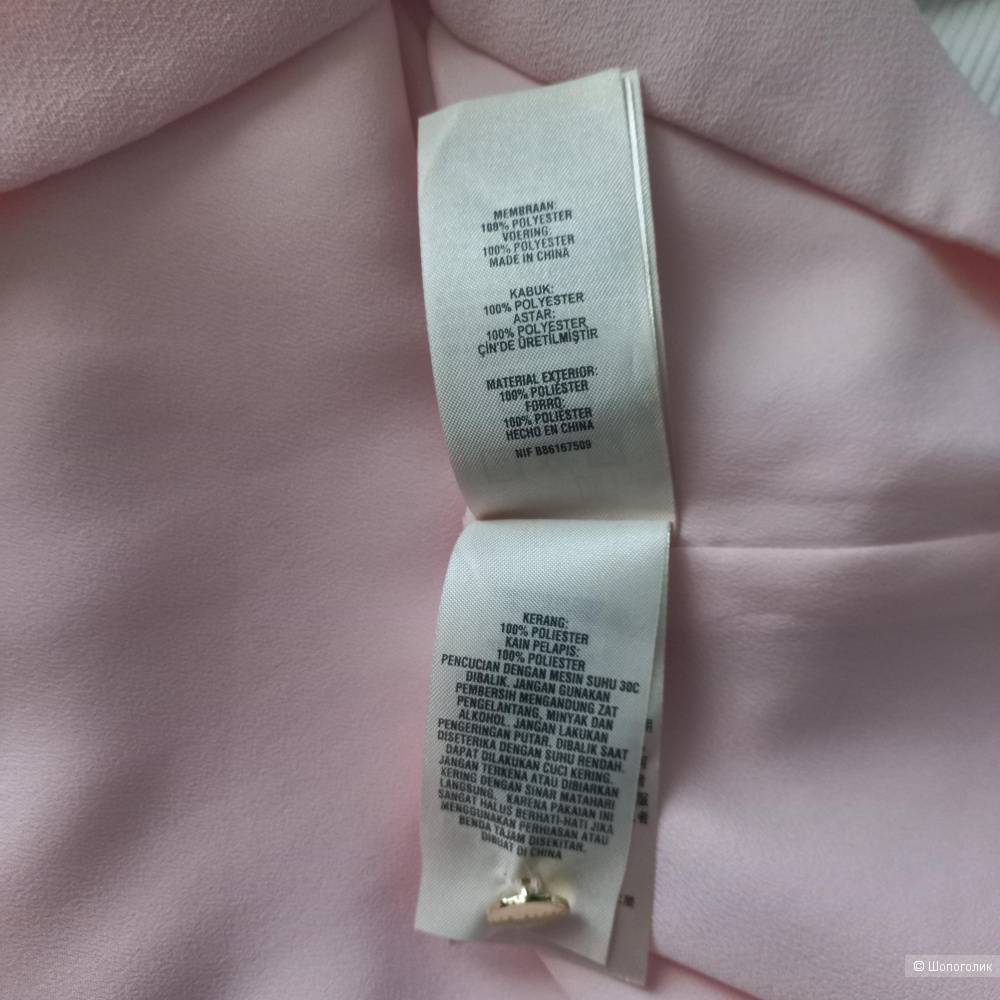 MEMBRAAN:
100% POLYESTER
VOERING:
100% POLYESTER
MADE IN CHINA
KABUK:
100% POLYESTER
ASTAR:
100% POLYESTER
ÇİN'DE ÜRETİLMİŞTİR
MATERIAL EXTERIOR:
100% POLIÉSTER
FORRO:
100% POLIÉSTER
HECHO EN CHINA
NIF B86167509
KERANG:
100% POLIESTER
KAIN PELAPIS:
100% POLIESTER
PENCUCIAN DENGAN MESIN SUHU 30C
DIBALIK. JANGAN GUNAKAN
PEMBERSIH MENGANDUNG ZAT
PENGELANTANG, MINYAK DAN
ALKOHOL. JANGAN LAKUKAN
PENGERINGAN PUTAR. DIBALIK SAAT
DISETERIKA DENGAN SUHU RENDAH.
DAPAT DILAKUKAN CUCI KERING.
JANGAN TERKENA ATAU DIBIARKAN
KERING DENGAN SINAR MATAHARI
LANGSUNG. KARENA PAKAIAN INI
SANGAT HALUS BERHATI-HATI JIKA
MENGGUNAKAN PERHIASAN ATAU
BENDA TAJAM DISEKITAR.
DIBUAT DI CHINA
© Шопоголик